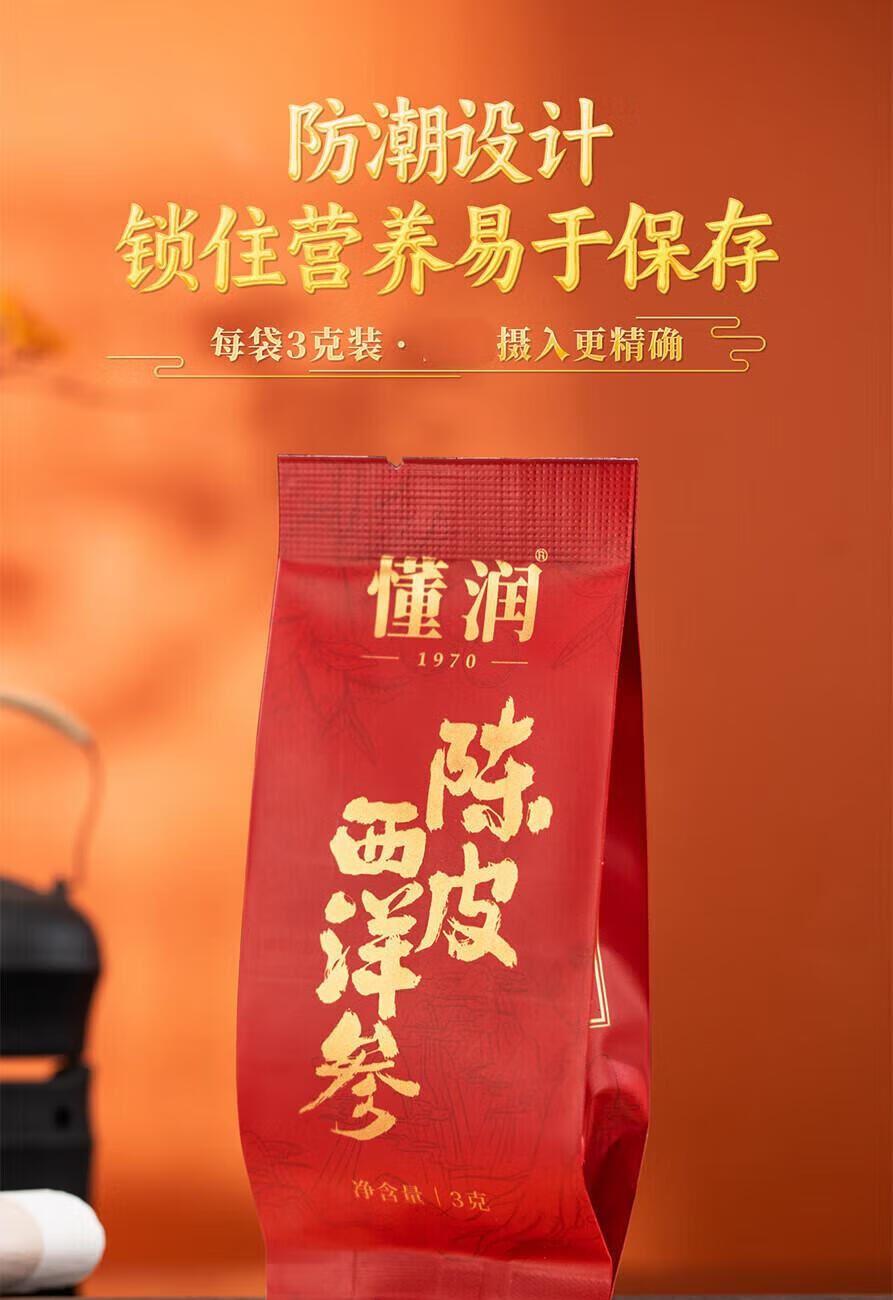 防潮设计
锁住营养易于保存
每袋3克装· 摄入更精确
懂润®
1970
陈皮
西洋参
净含量 | 3克